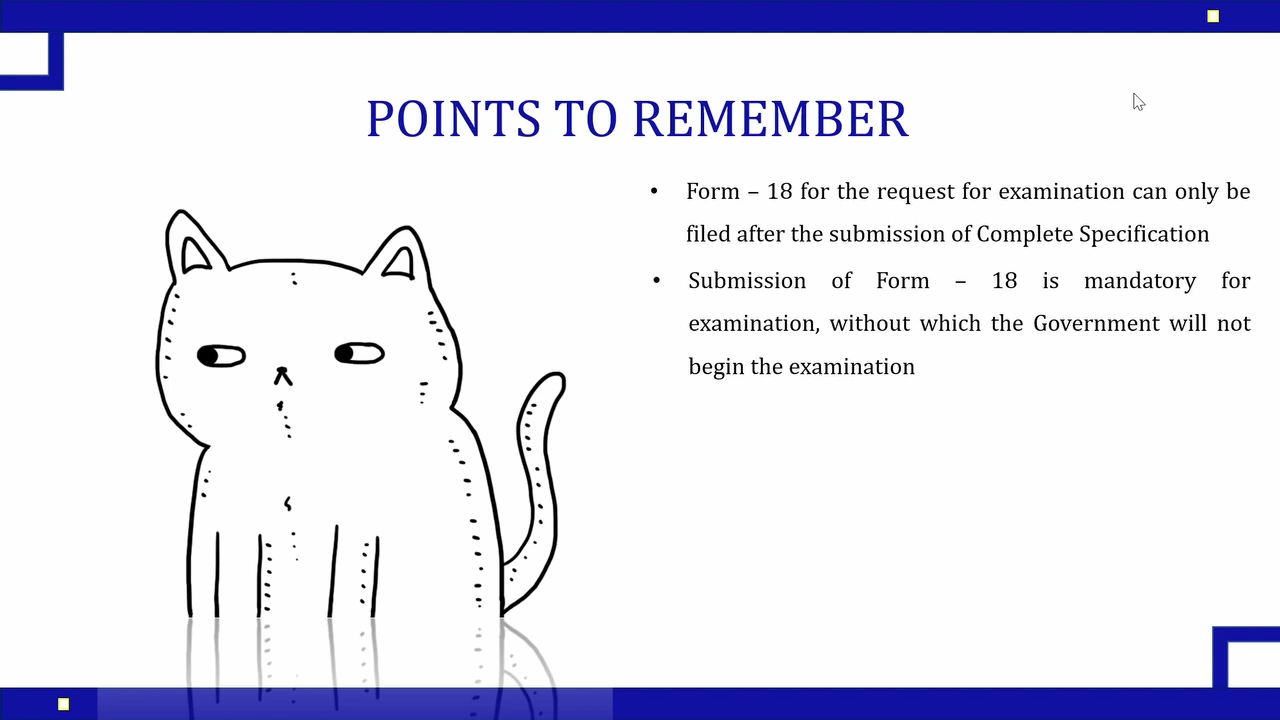 POINTS TO REMEMBER
• Form – 18 for the request for examination can only be
filed after the submission of Complete Specification
• Submission of Form – 18 is mandatory for
examination, without which the Government will not
begin the examination